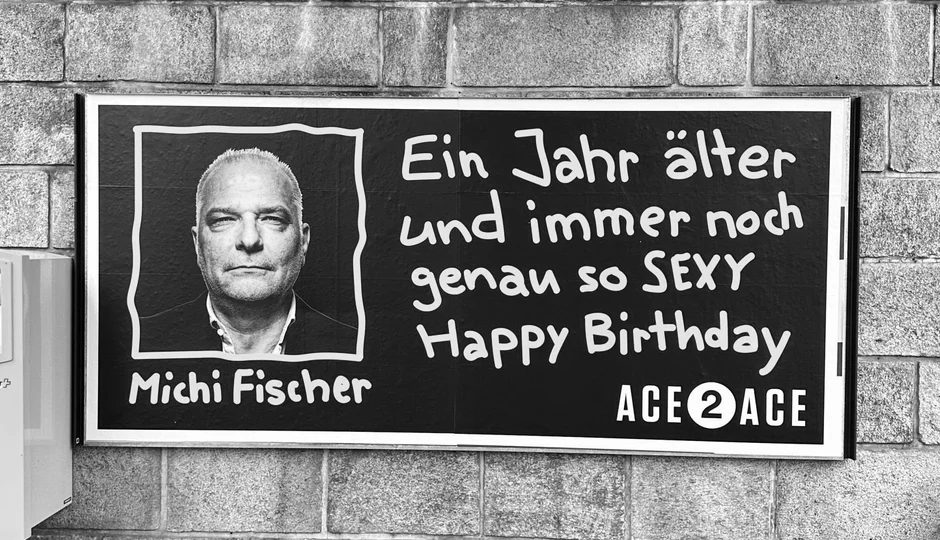 Ein Jahr älter
und immer noch
genau so SEXY
Happy Birthday
Michi Fischer
ACE2ACE